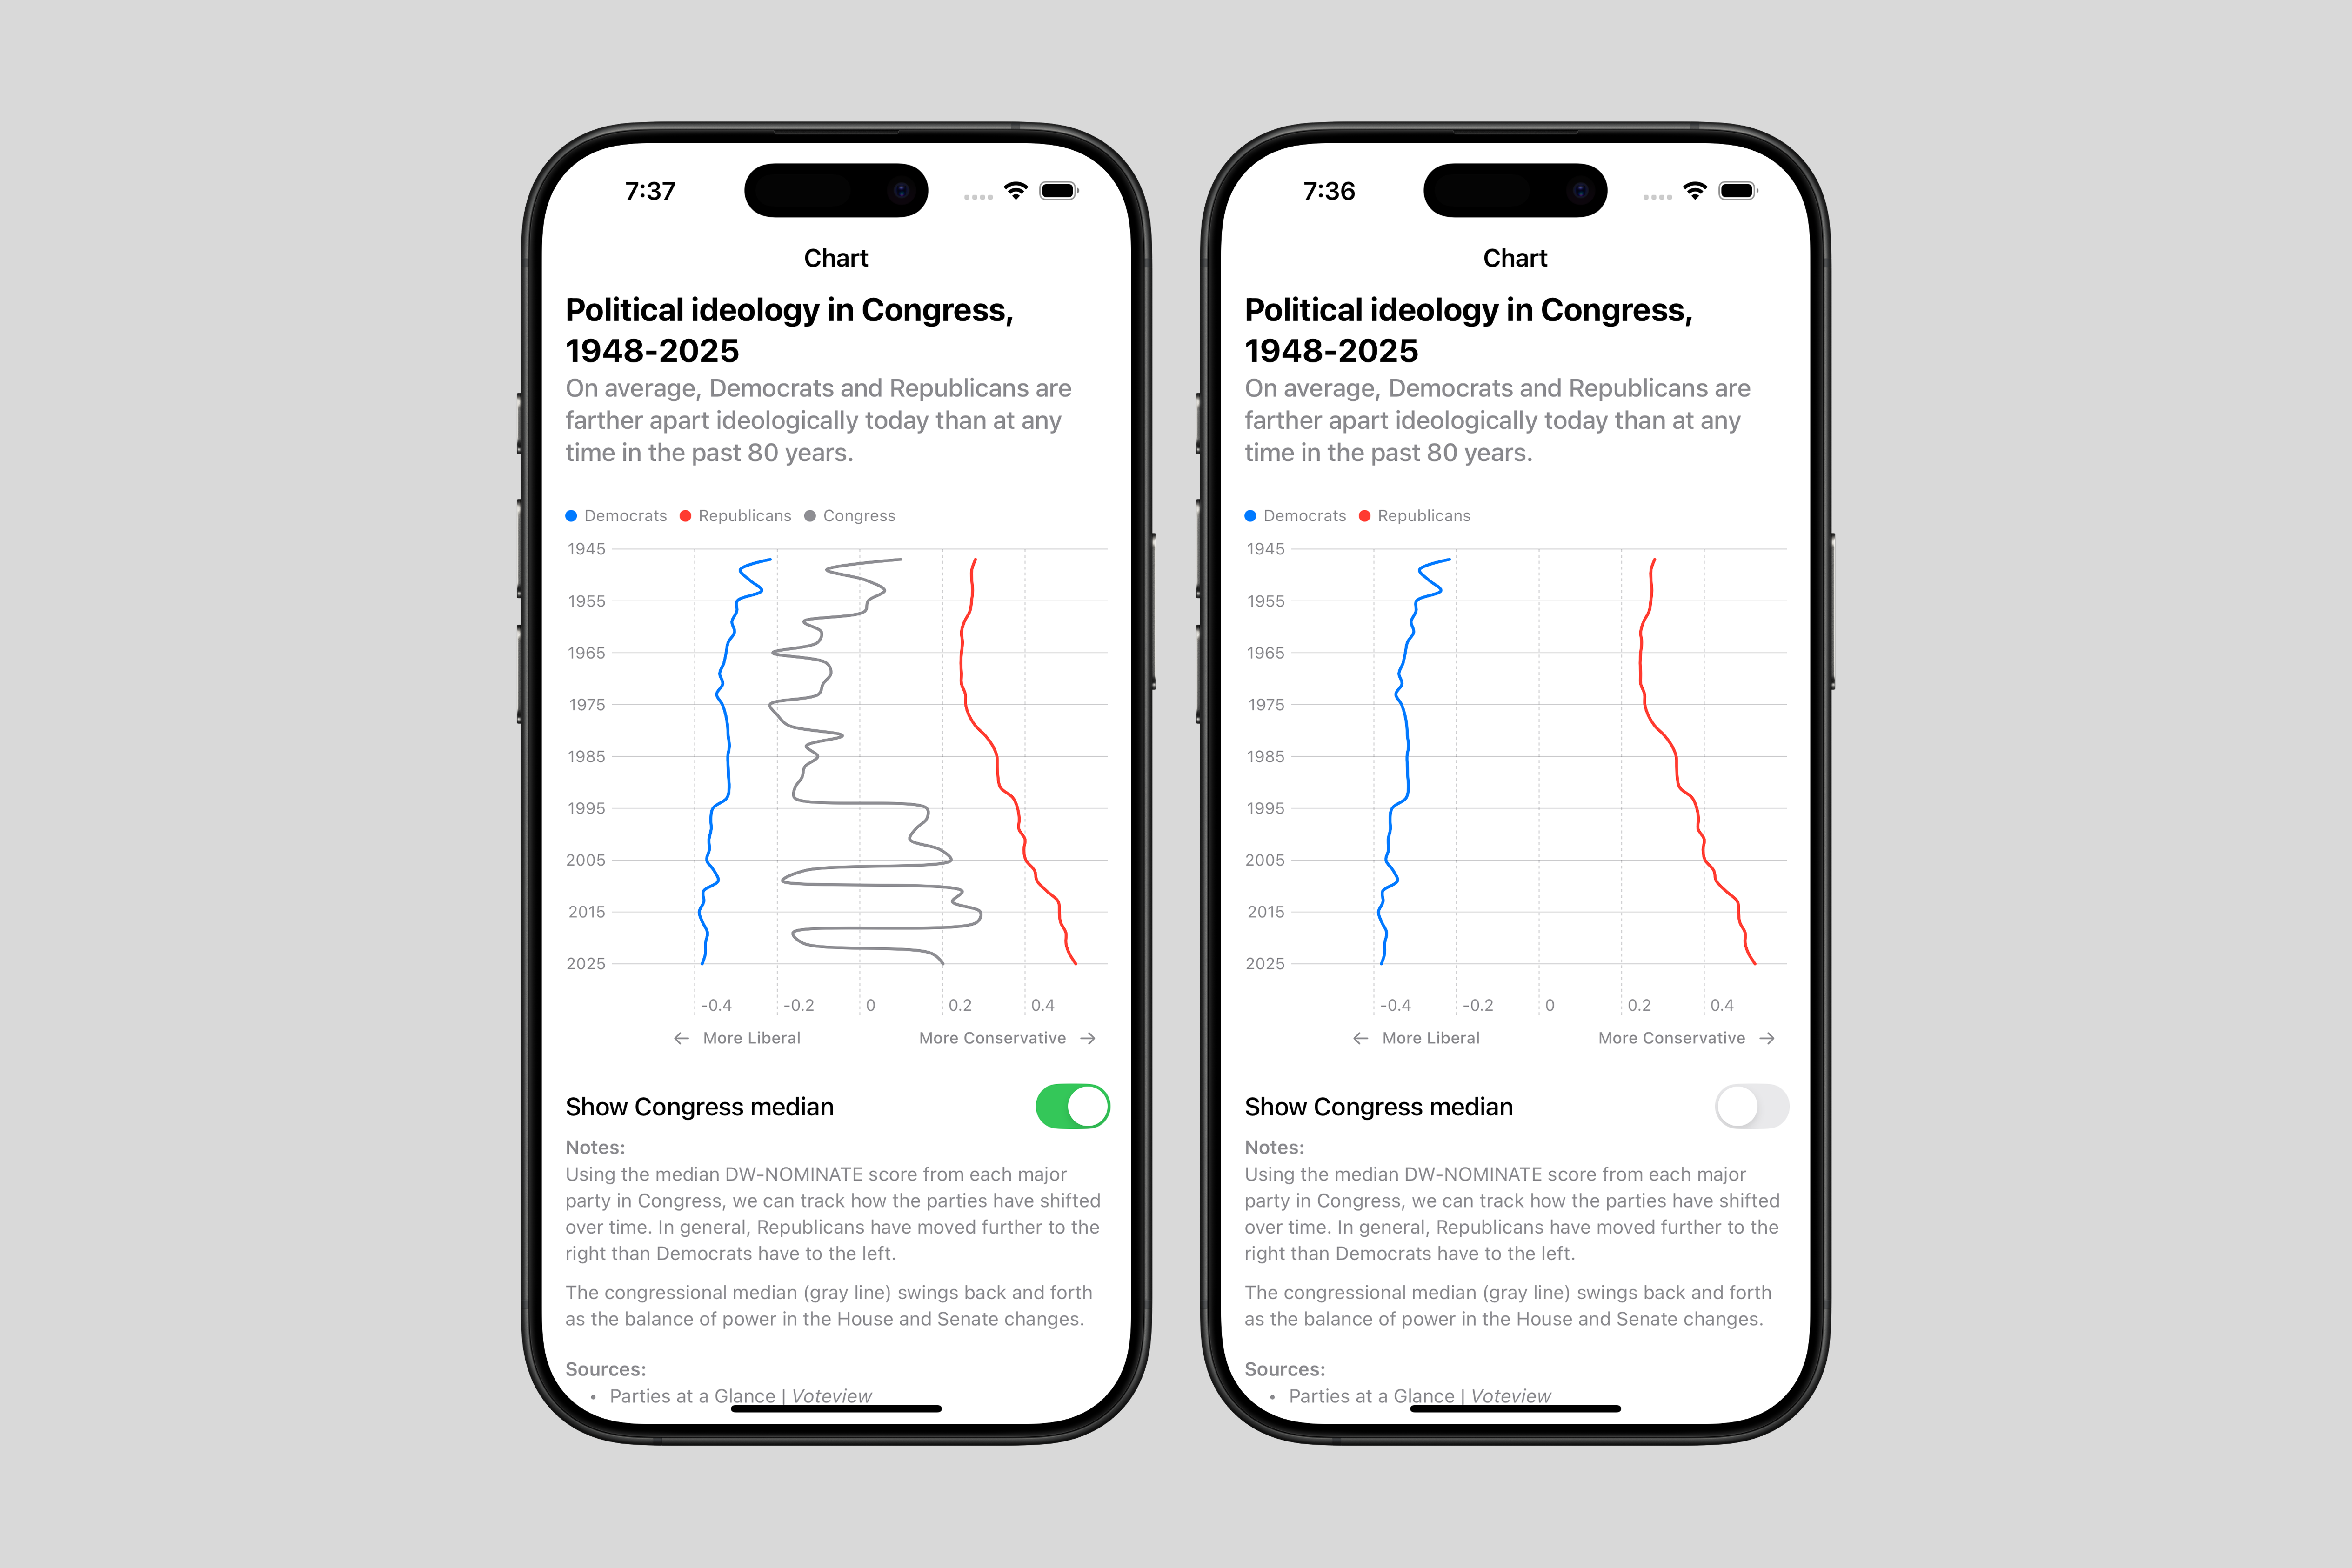 7:37
Chart
Political ideology in Congress,
1948-2025
On average, Democrats and Republicans are
farther apart ideologically today than at any
time in the past 80 years.
Democrats Republicans Congress
1945
1955
1965
1975
1985
1995
2005
2015
2025
-0.4 -0.2 0 0.2 0.4
← More Liberal More Conservative →
Show Congress median
Notes:
Using the median DW-NOMINATE score from each major
party in Congress, we can track how the parties have shifted
over time. In general, Republicans have moved further to the
right than Democrats have to the left.
The congressional median (gray line) swings back and forth
as the balance of power in the House and Senate changes.
Sources:
• Parties at a Glance | Voteview
7:36
Chart
Political ideology in Congress,
1948-2025
On average, Democrats and Republicans are
farther apart ideologically today than at any
time in the past 80 years.
Democrats Republicans
1945
1955
1965
1975
1985
1995
2005
2015
2025
-0.4 -0.2 0 0.2 0.4
← More Liberal More Conservative →
Show Congress median
Notes:
Using the median DW-NOMINATE score from each major
party in Congress, we can track how the parties have shifted
over time. In general, Republicans have moved further to the
right than Democrats have to the left.
The congressional median (gray line) swings back and forth
as the balance of power in the House and Senate changes.
Sources:
• Parties at a Glance | Voteview